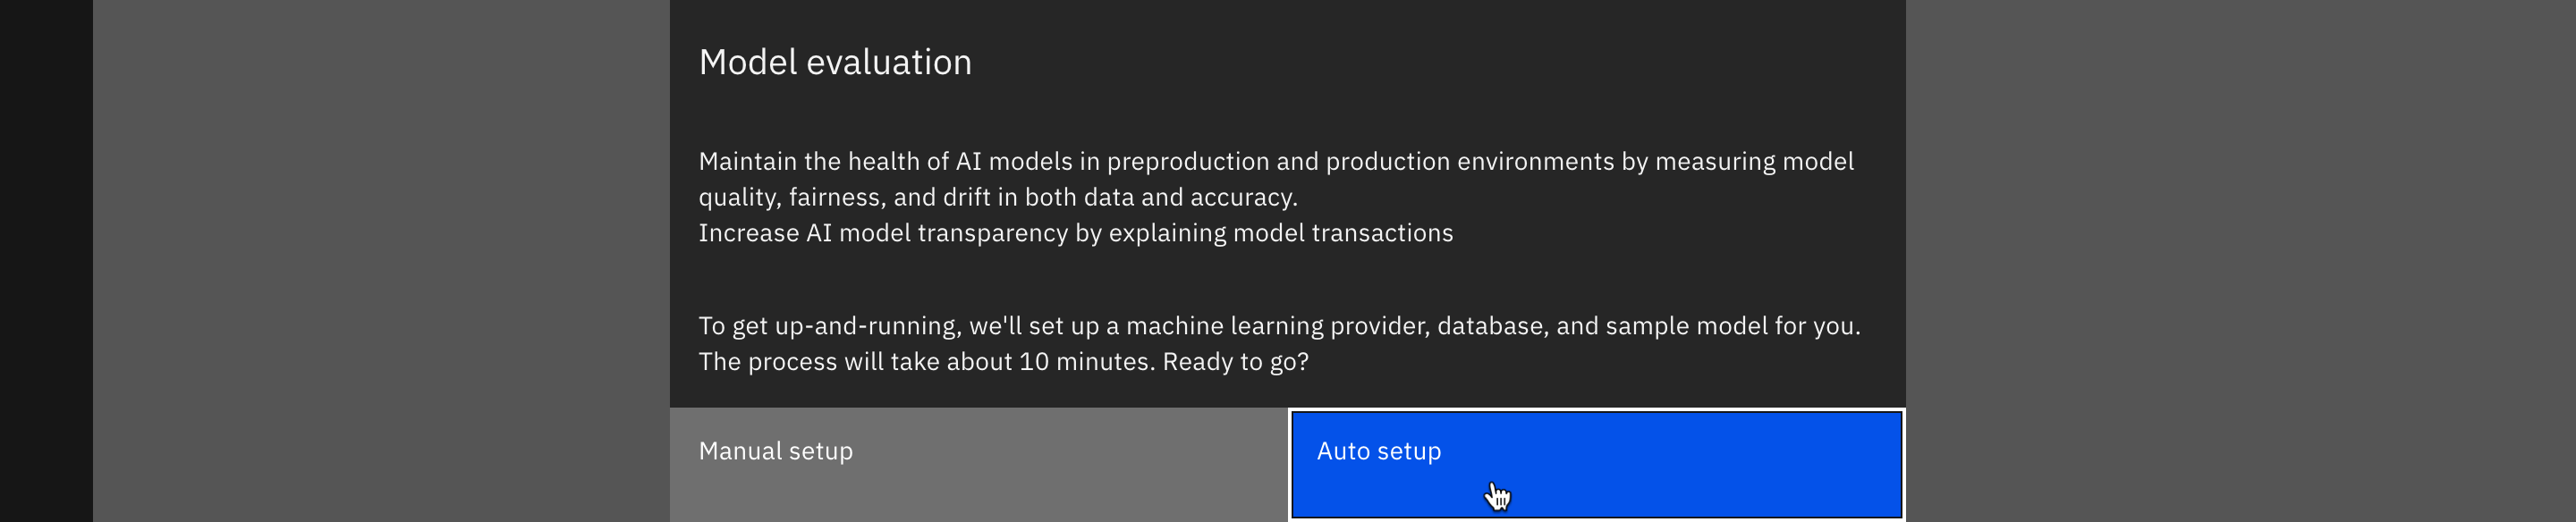 Model evaluation
Maintain the health of AI models in preproduction and production environments by measuring model
quality, fairness, and drift in both data and accuracy.
Increase AI model transparency by explaining model transactions
To get up-and-running, we'll set up a machine learning provider, database, and sample model for you.
The process will take about 10 minutes. Ready to go?
Manual setup
Auto setup